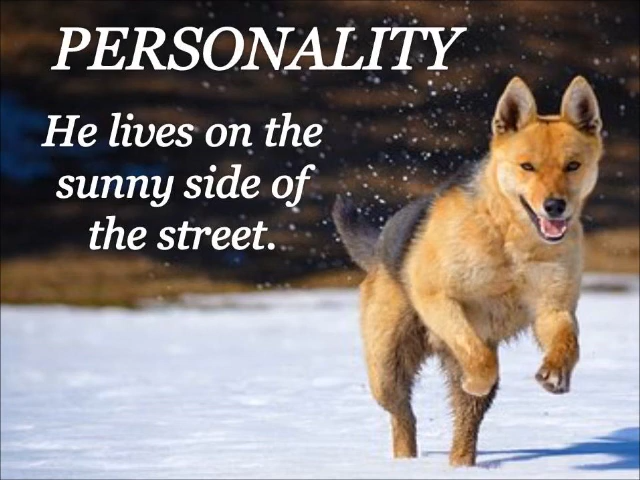 PERSONALITY
He lives on the
sunny side of
the street.